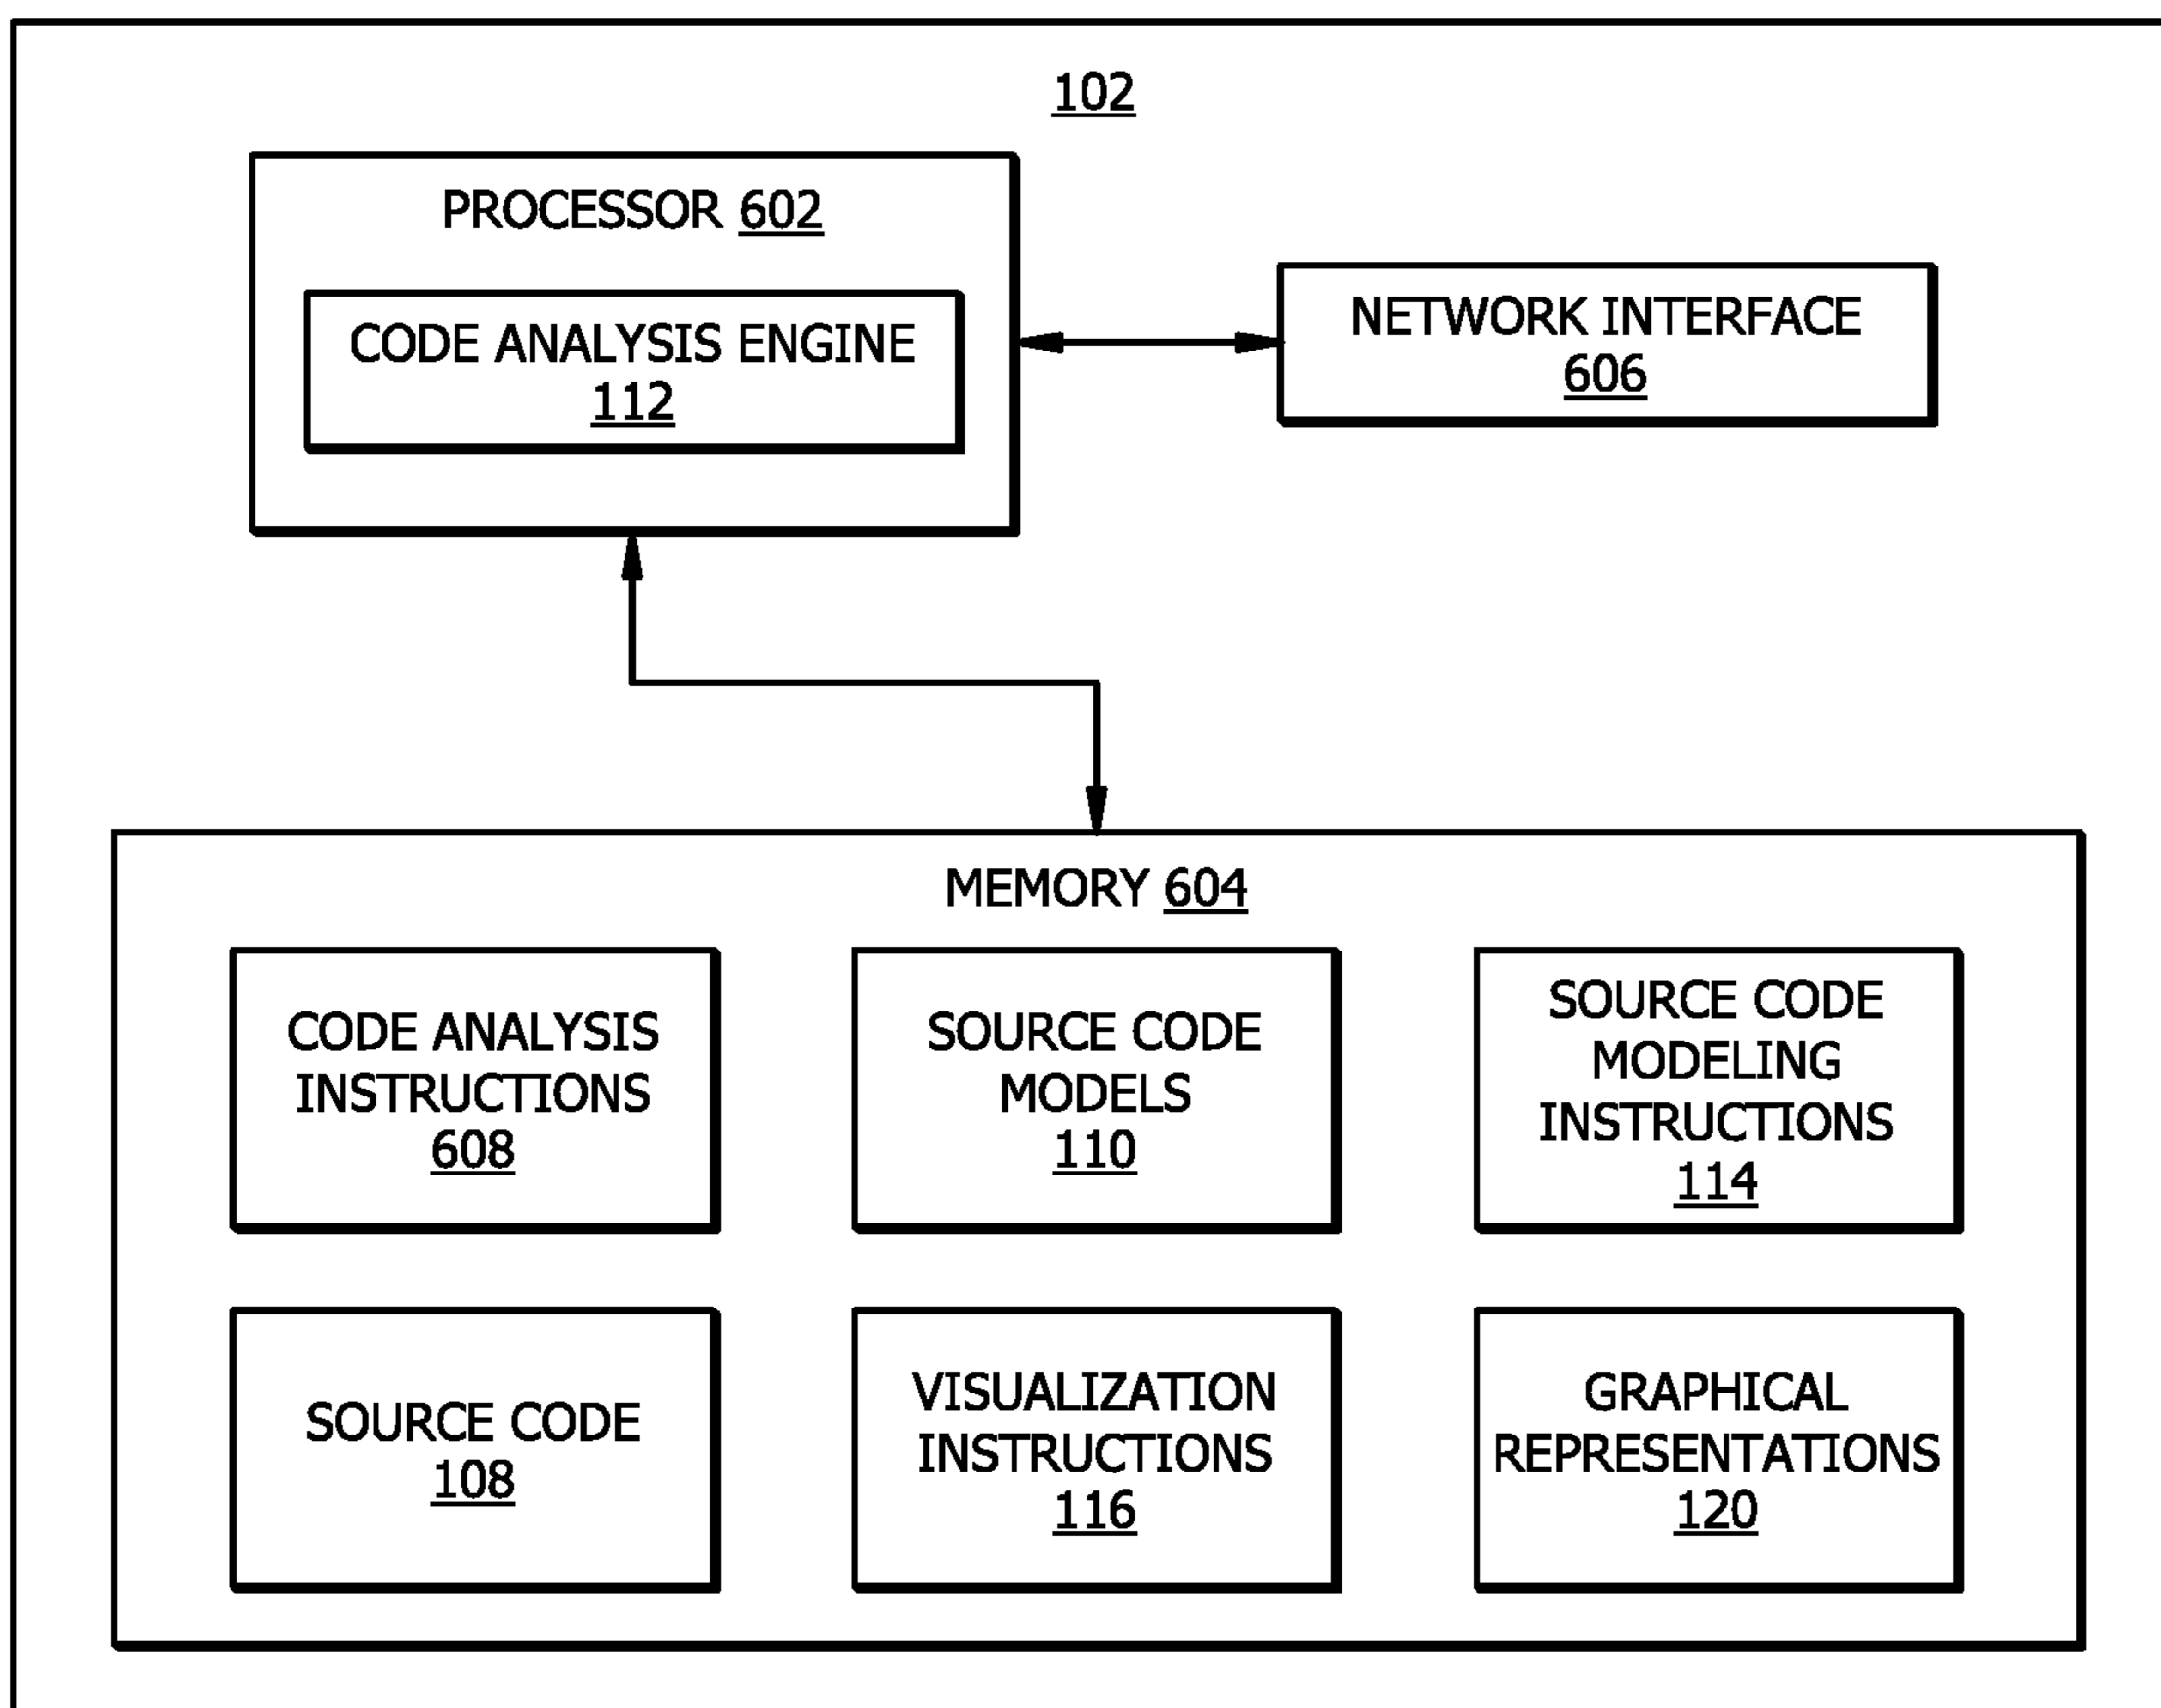 102
PROCESSOR 602
CODE ANALYSIS ENGINE
112
NETWORK INTERFACE
606
MEMORY 604
CODE ANALYSIS
INSTRUCTIONS
608
SOURCE CODE
MODELS
110
SOURCE CODE
MODELING
INSTRUCTIONS
114
SOURCE CODE
108
VISUALIZATION
INSTRUCTIONS
116
GRAPHICAL
REPRESENTATIONS
120